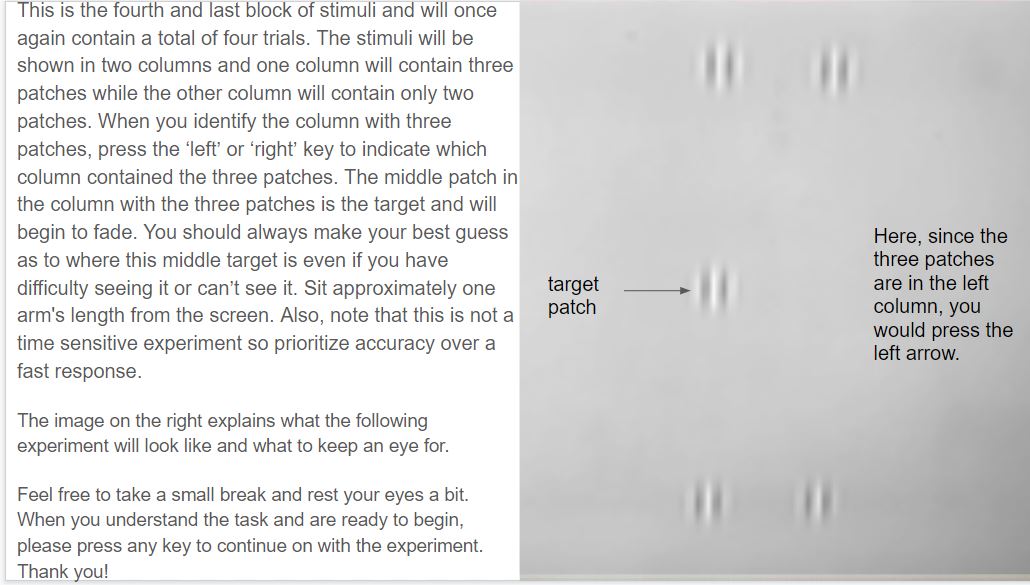 This is the fourth and last block of stimuli and will once
again contain a total of four trials. The stimuli will be
shown in two columns and one column will contain three
patches while the other column will contain only two
patches. When you identify the column with three
patches, press the ‘left’ or ‘right’ key to indicate which
column contained the three patches. The middle patch in
the column with the three patches is the target and will
begin to fade. You should always make your best guess
as to where this middle target is even if you have
difficulty seeing it or can’t see it. Sit approximately one
arm's length from the screen. Also, note that this is not a
time sensitive experiment so prioritize accuracy over a
fast response.
The image on the right explains what the following
experiment will look like and what to keep an eye for.
Feel free to take a small break and rest your eyes a bit.
When you understand the task and are ready to begin,
please press any key to continue on with the experiment.
Thank you!
target
patch
Here, since the
three patches
are in the left
column, you
would press the
left arrow.